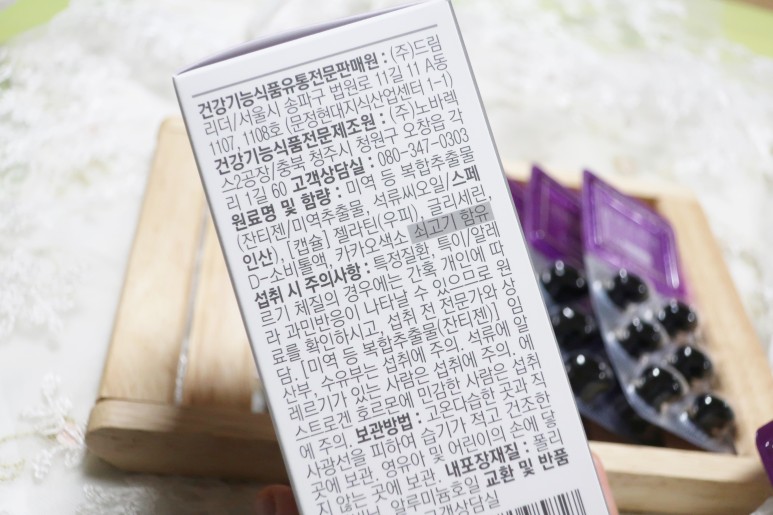 건강기능식품유통전문판매원 : (주)드림
리더/서울시 송파구 법원로 11길 11 A동
1107, 1108호 (문정현대지식산업센터 1-1)
건강기능식품전문제조원 : (주)노바렉
스2공장/충북 청주시 청원구 오창읍 각
리 1길 60 고객상담실 : 080-347-0303
원료명 및 함량 : 미역 등 복합추출물
(잔티젠/미역추출물, 석류씨오일/스페
인산), [캡슐] 젤라틴(우피), 글리세린,
D-소비톨액, 카카오색소 쇠고기 함유
섭취 시 주의사항 : 특정질환, 특이/알레
르기 체질의 경우에는 간혹 개인에 따
라 과민반응이 나타날 수 있으므로 원
료를 확인하시고, 섭취 전 전문가와 상
담, [미역 등 복합추출물(잔티젠)] 임
산부, 수유부는 섭취에 주의, 석류에 알
레르기가 있는 사람은 섭취에 주의, 에
스트로겐 호르몬에 민감한 사람은 섭취
에 주의 보관방법 : 고온다습한 곳과 직
사광선을 피하여 습기가 적고 건조한
곳에 보관, 영유아 및 어린이의 손에 닿
지 않는 곳에 보관. 내포장재질 : 폴리
알루미늄호일 교환 및 반품
고객상담실